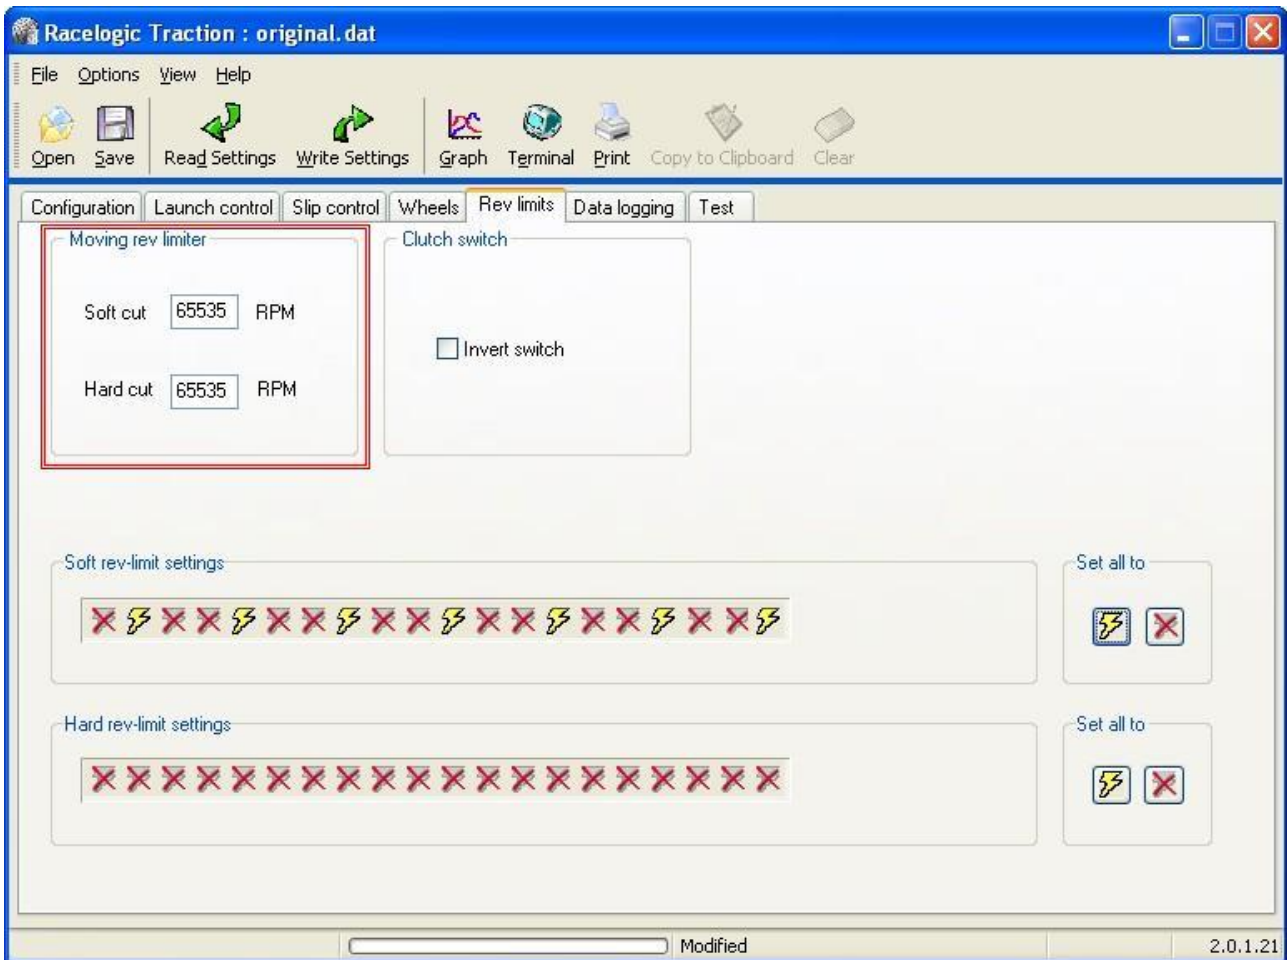 Racelogic Traction : original.dat
File Options View Help
Open Save Read Settings Write Settings Graph Terminal Print Copy to Clipboard Clear
Configuration Launch control Slip control Wheels Rev limits Data logging Test
Moving rev limiter
Soft cut 65535 RPM
Hard cut 65535 RPM
Clutch switch
Invert switch
Soft rev-limit settings
Set all to
Hard rev-limit settings
Set all to
Modified 2.0.1.21